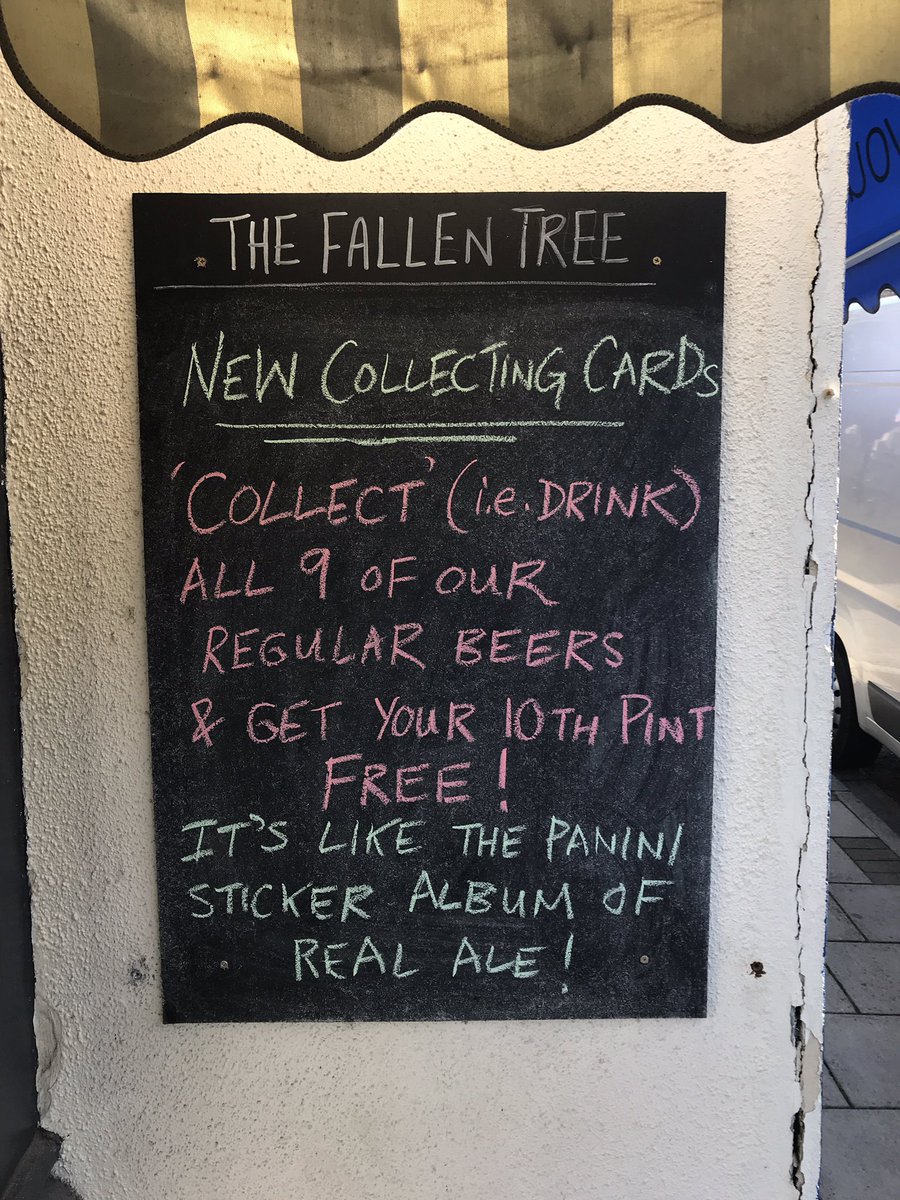 THE FALLEN TREE
NEW COLLECTING CARDS
'COLLECT' (i.e. DRINK)
ALL 9 OF OUR
REGULAR BEERS
& GET YOUR 10TH PINT
FREE!
IT'S LIKE THE PANINI
STICKER ALBUM OF
REAL ALE!